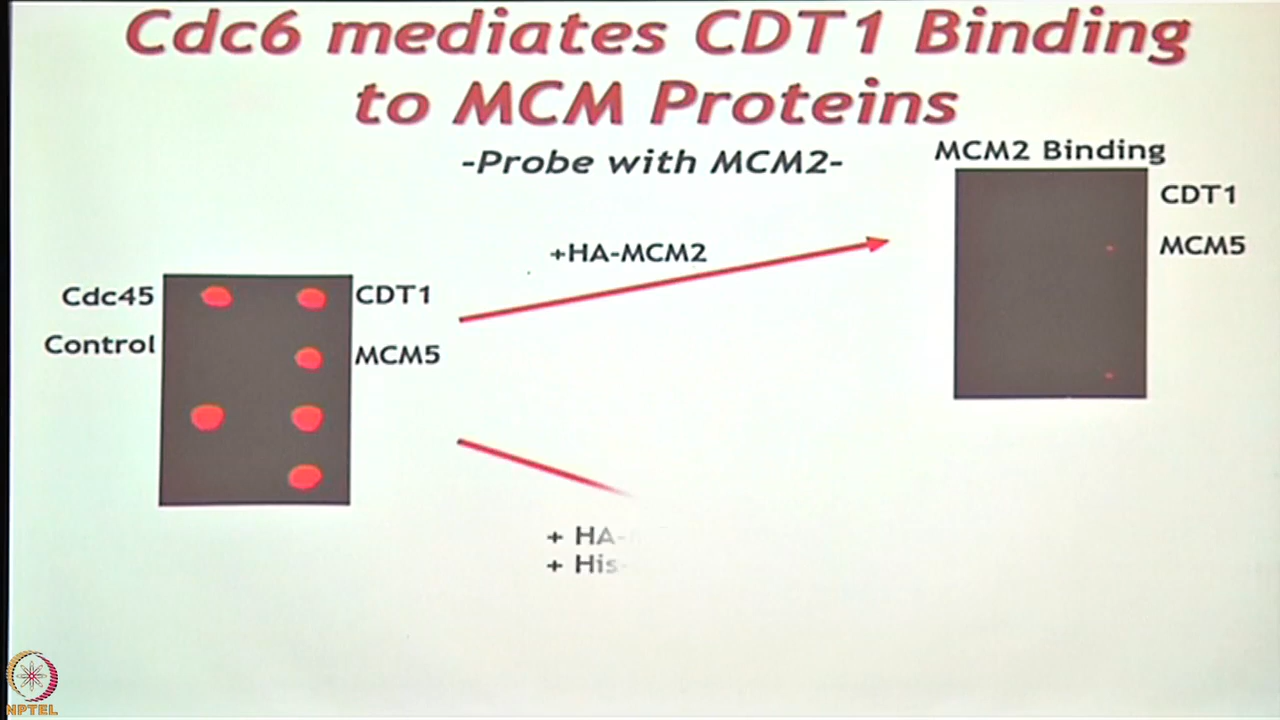 Cdc6 mediates CDT1 Binding
to MCM Proteins
-Probe with MCM2-
MCM2 Binding
CDT1
MCM5
+HA-MCM2
Cdc45
CDT1
Control
MCM5
+ HA-
+ His-
NPTEL